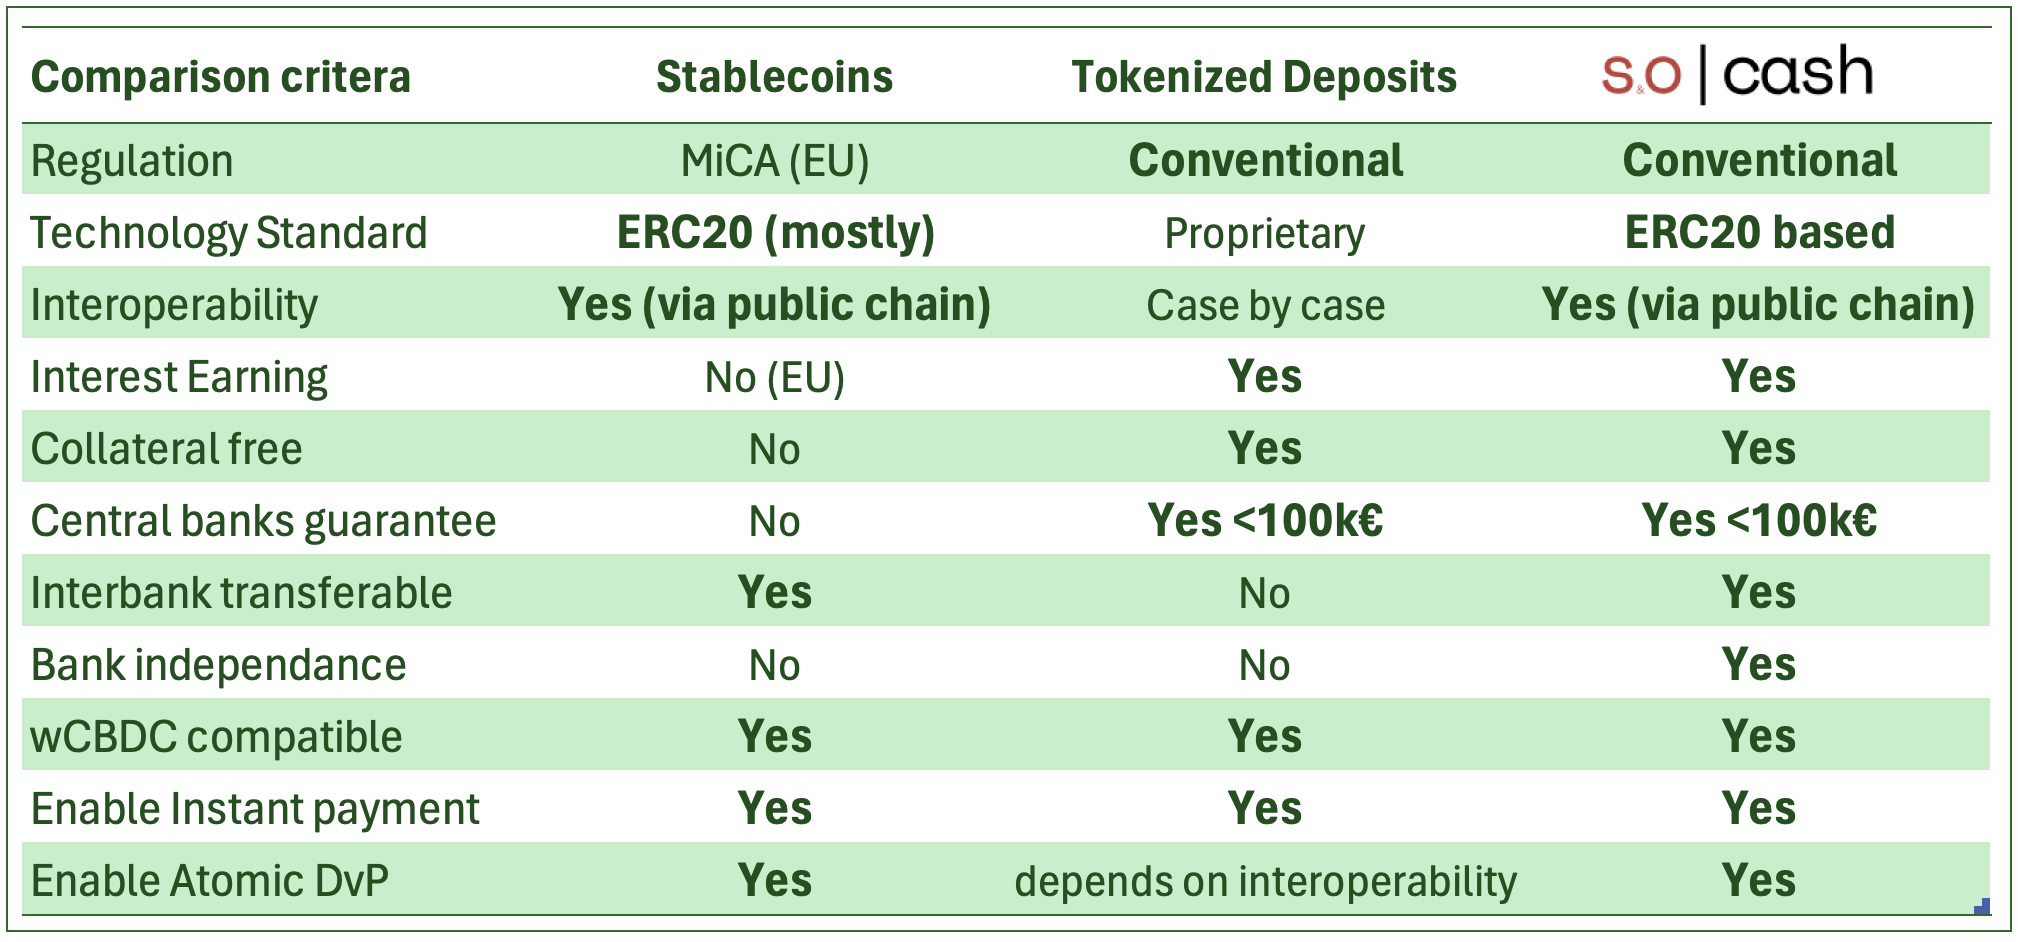 Comparison critera Stablecoins Tokenized Deposits S&O | cash
Regulation MiCA (EU) Conventional Conventional
Technology Standard ERC20 (mostly) Proprietary ERC20 based
Interoperability Yes (via public chain) Case by case Yes (via public chain)
Interest Earning No (EU) Yes Yes
Collateral free No Yes Yes
Central banks guarantee No Yes <100k€ Yes <100k€
Interbank transferable Yes No Yes
Bank independance No No Yes
wCBDC compatible Yes Yes Yes
Enable Instant payment Yes Yes Yes
Enable Atomic DvP Yes depends on interoperability Yes